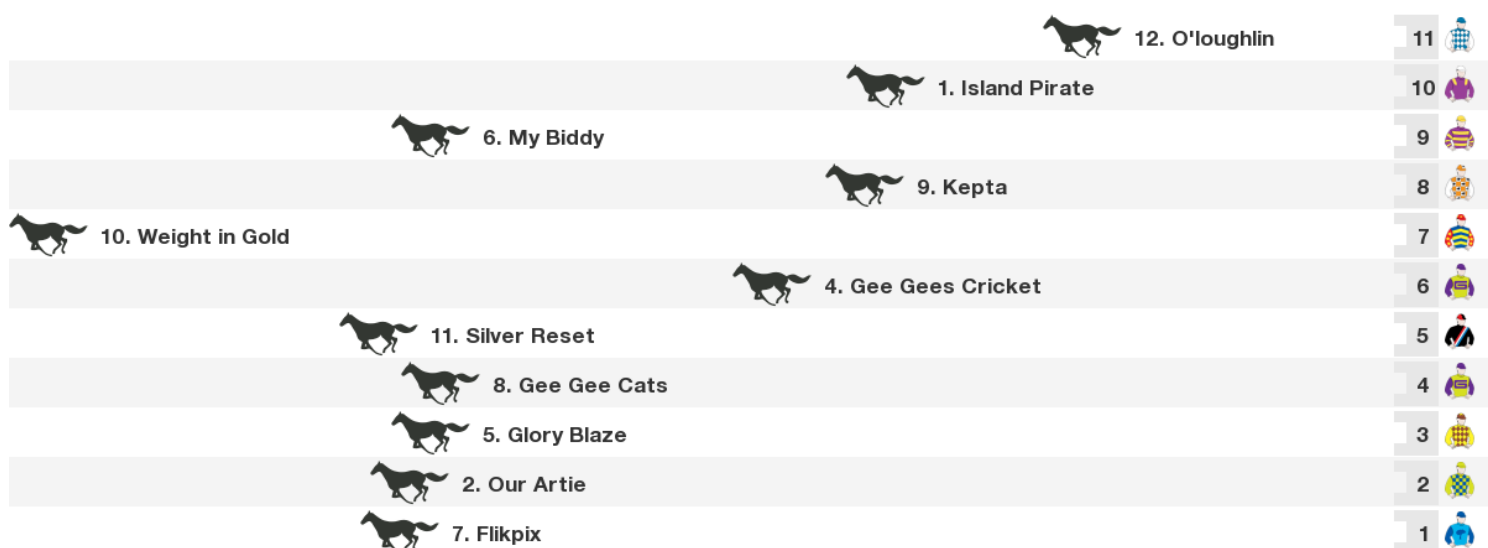 12. O'loughlin 11
1. Island Pirate 10
6. My Biddy 9
9. Kepta 8
10. Weight in Gold 7
4. Gee Gees Cricket 6
11. Silver Reset 5
8. Gee Gee Cats 4
5. Glory Blaze 3
2. Our Artie 2
7. Flikpix 1